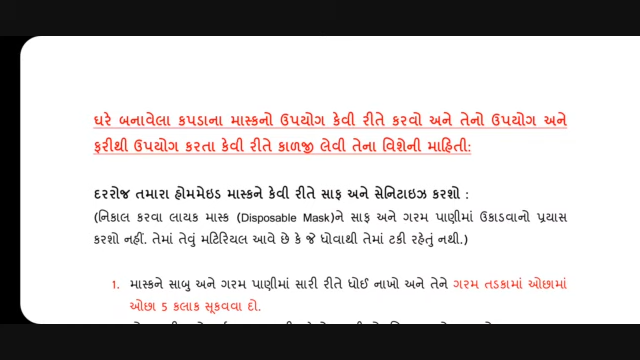 ઘરે બનાવેલા કપડાના માસ્કનો ઉપયોગ કેવી રીતે કરવો અને તેનો ઉપયોગ અને
ફરીથી ઉપયોગ કરતા કેવી રીતે કાળજી લેવી તેના વિશેની માહિતી:
દરરોજ તમારા હોમમેઇડ માસ્કને કેવી રીતે સાફ અને સેનિટાઇઝ કરશો :
(નિકાલ કરવા લાયક માસ્ક (Disposable Mask)ને સાફ અને ગરમ પાણીમાં ઉકાડવાનો પ્રયાસ
કરશો નહીં. તેમાં તેવું મટિરિયલ આવે છે કે જે ધોવાથી તેમાં ટકી રહેતું નથી.)
1. માસ્કને સાબુ અને ગરમ પાણીમાં સારી રીતે ધોઈ નાખો અને તેને ગરમ તડકામાં ઓછામાં
ઓછા 5 કલાક સૂકવવા દો.